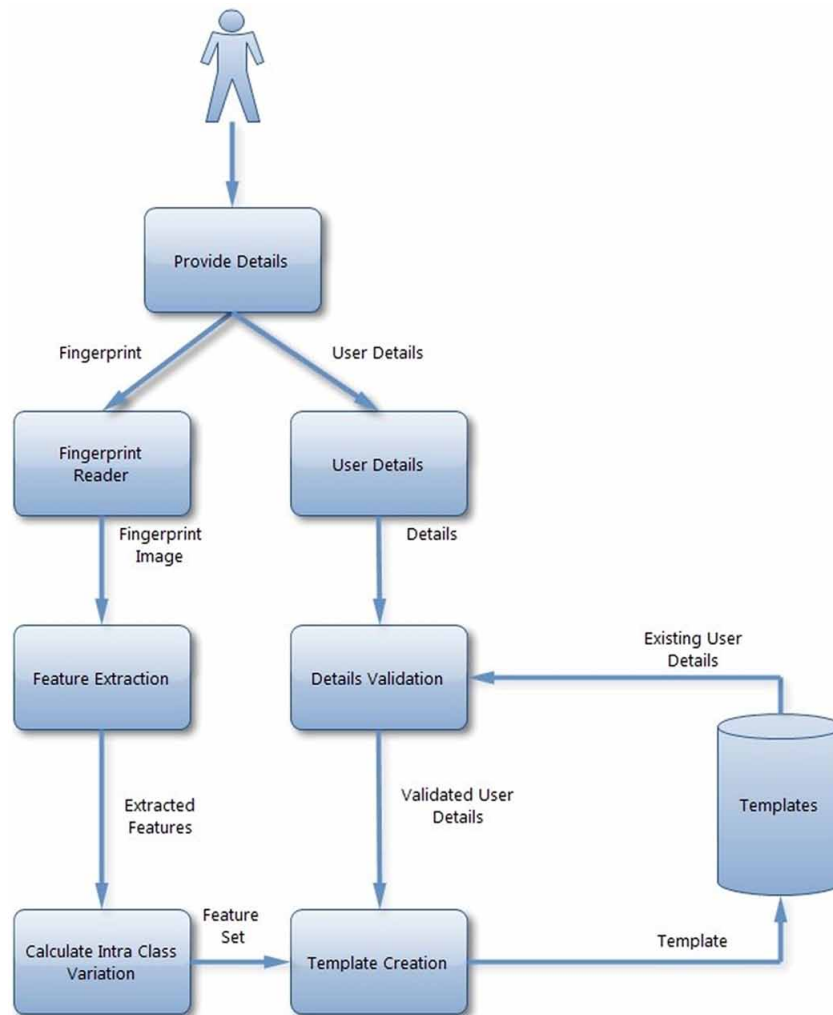 Provide Details
Fingerprint
User Details
Fingerprint
Reader
User Details
Fingerprint
Image
Details
Feature Extraction
Details Validation
Existing User
Details
Extracted
Features
Validated User
Details
Templates
Calculate Intra Class
Variation
Feature
Set
Template Creation
Template